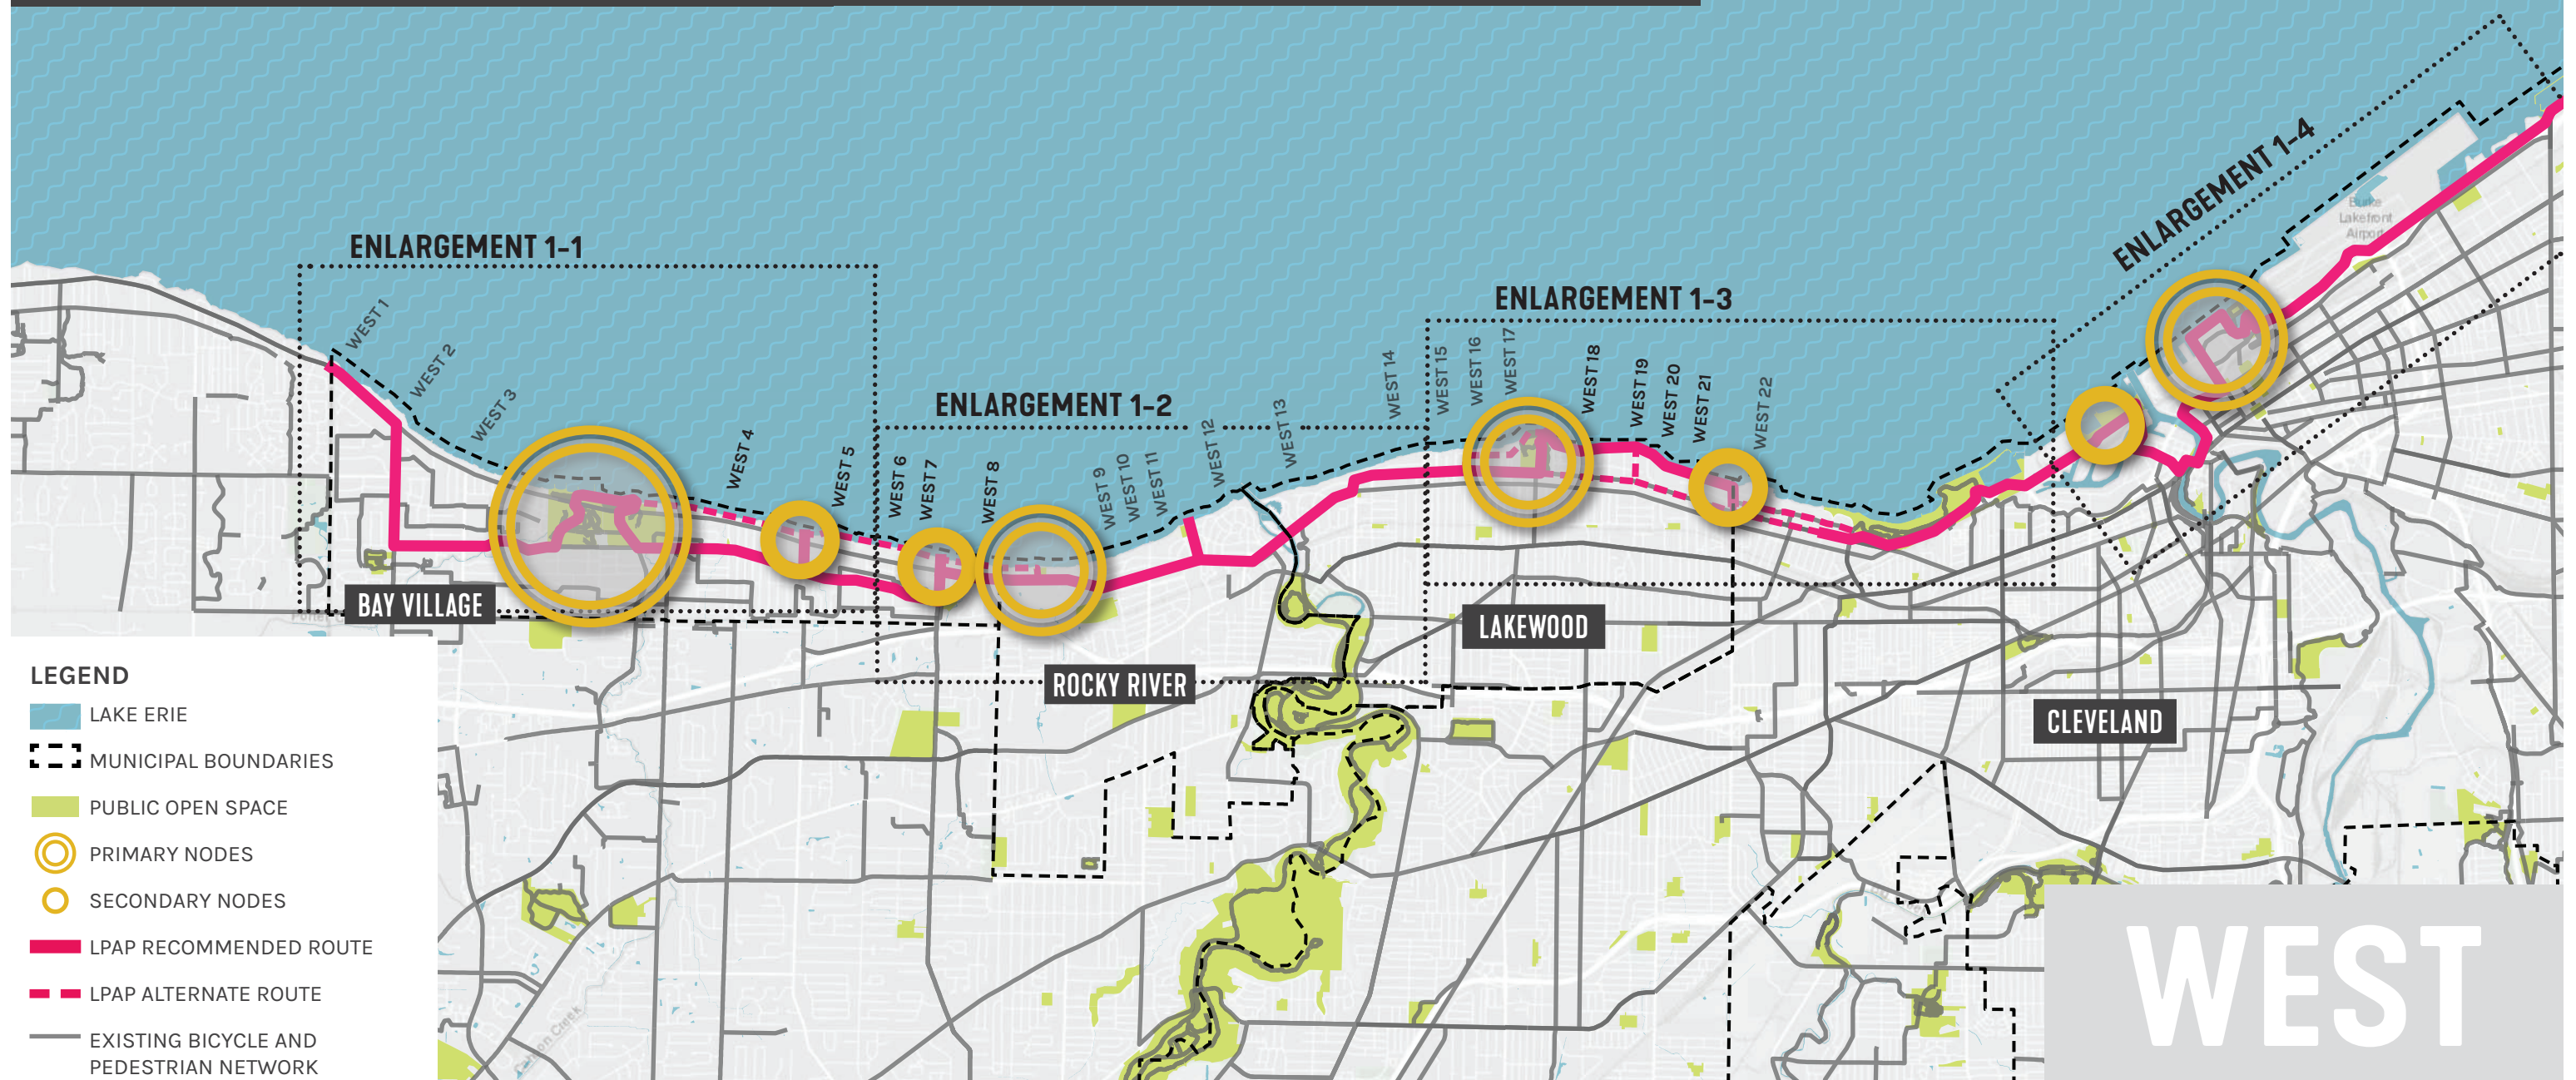 ENLARGEMENT 1-4
Burke
Lakefront
Airport
ENLARGEMENT 1-1
ENLARGEMENT 1-3
ENLARGEMENT 1-2
WEST 1
WEST 2
WEST 3
WEST 4
WEST 5
WEST 6
WEST 7
WEST 8
WEST 9
WEST 10
WEST 11
WEST 12
WEST 13
WEST 14
WEST 15
WEST 16
WEST 17
WEST 18
WEST 19
WEST 20
WEST 21
WEST 22
BAY VILLAGE
LAKEWOOD
ROCKY RIVER
CLEVELAND
LEGEND
LAKE ERIE
MUNICIPAL BOUNDARIES
PUBLIC OPEN SPACE
PRIMARY NODES
SECONDARY NODES
LPAP RECOMMENDED ROUTE
LPAP ALTERNATE ROUTE
EXISTING BICYCLE AND
PEDESTRIAN NETWORK
WEST